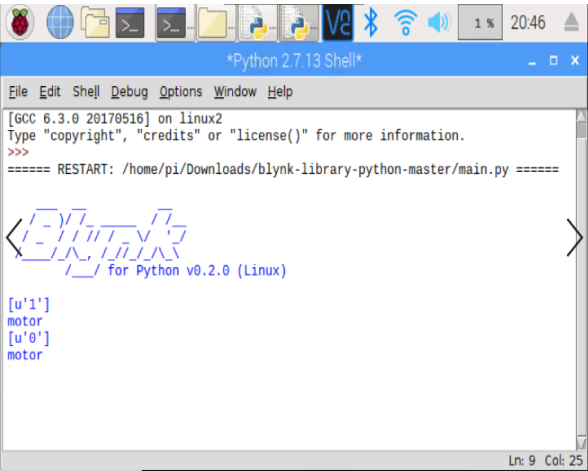 1 %
20:46
*Python 2.7.13 Shell*
File Edit Shell Debug Options Window Help
[GCC 6.3.0 20170516] on linux2
Type "copyright", "credits" or "license()" for more information.
>>>
====== RESTART: /home/pi/Downloads/blynk-library-python-master/main.py ======
Blynk
for Python v0.2.0 (Linux)
[u'1']
motor
[u'0']
motor
Ln: 9 Col: 25